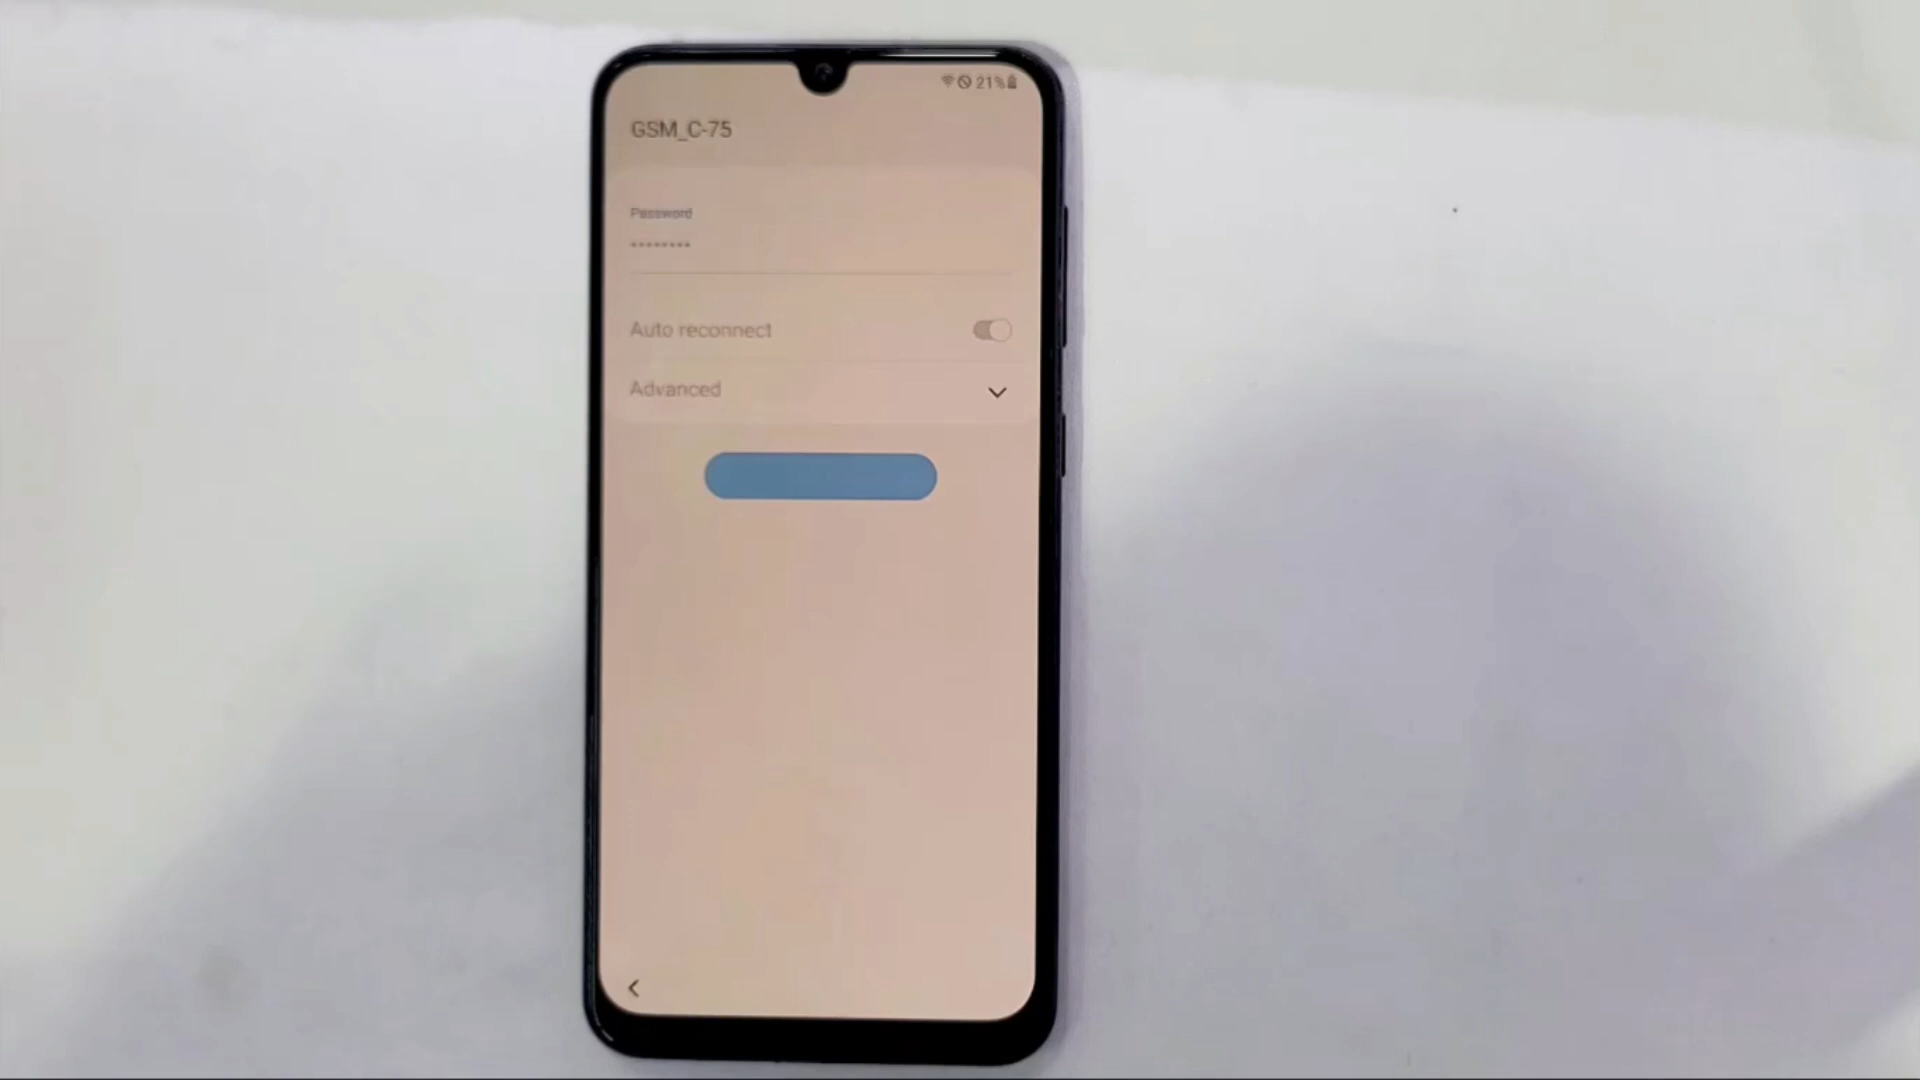 21%
GSM_C-75
Password
••••••••
Auto reconnect
Advanced